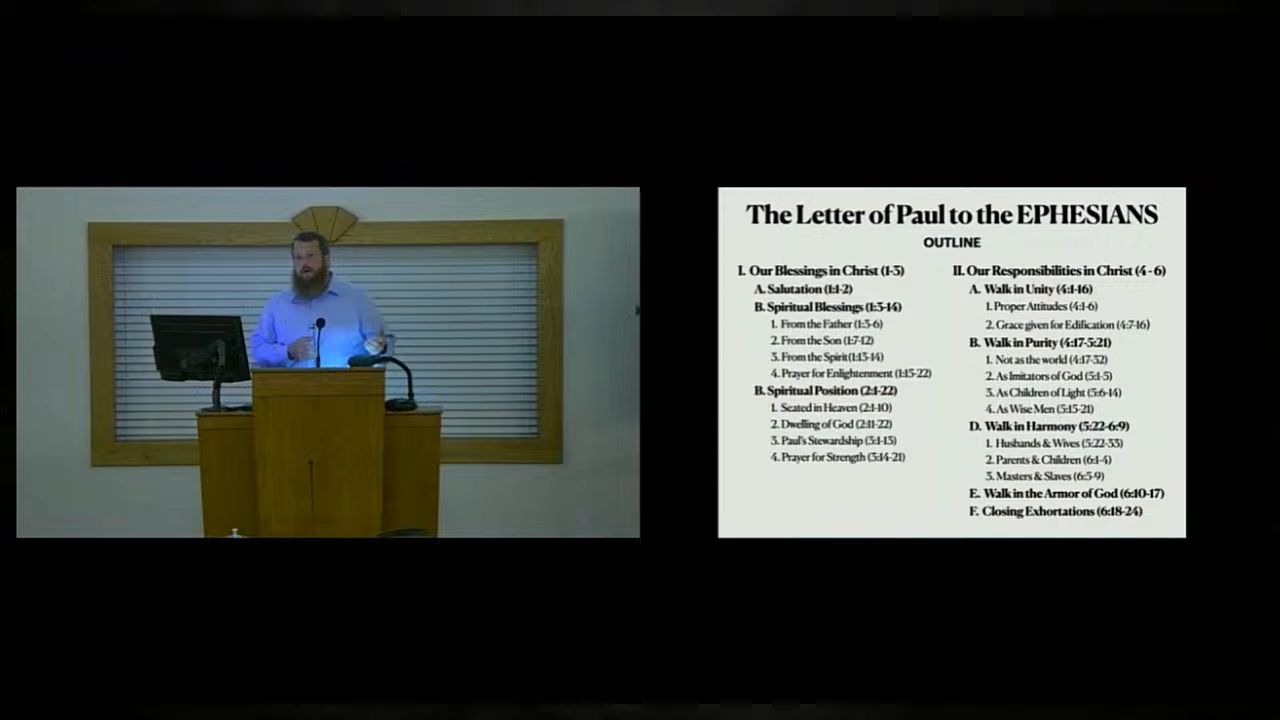 The Letter of Paul to the EPHESIANS
OUTLINE
I. Our Blessings in Christ (1-3)
A. Salutation (1:1-2)
B. Spiritual Blessings (1:3-14)
1. From the Father (1:3-6)
2. From the Son (1:7-12)
3. From the Spirit(1:13-14)
4. Prayer for Enlightenment (1:15-22)
B. Spiritual Position (2:1-22)
1. Seated in Heaven (2:1-10)
2. Dwelling of God (2:11-22)
3. Paul's Stewardship (3:1-13)
4. Prayer for Strength (3:14-21)
II. Our Responsibilities in Christ (4 - 6)
A. Walk in Unity (4:1-16)
1. Proper Attitudes (4:1-6)
2. Grace given for Edification (4:7-16)
B. Walk in Purity (4:17-5:21)
1. Not as the world (4:17-32)
2. As Imitators of God (5:1-5)
3. As Children of Light (5:6-14)
4. As Wise Men (5:15-21)
D. Walk in Harmony (5:22-6:9)
1. Husbands & Wives (5:22-33)
2. Parents & Children (6:1-4)
3. Masters & Slaves (6:5-9)
E. Walk in the Armor of God (6:10-17)
F. Closing Exhortations (6:18-24)